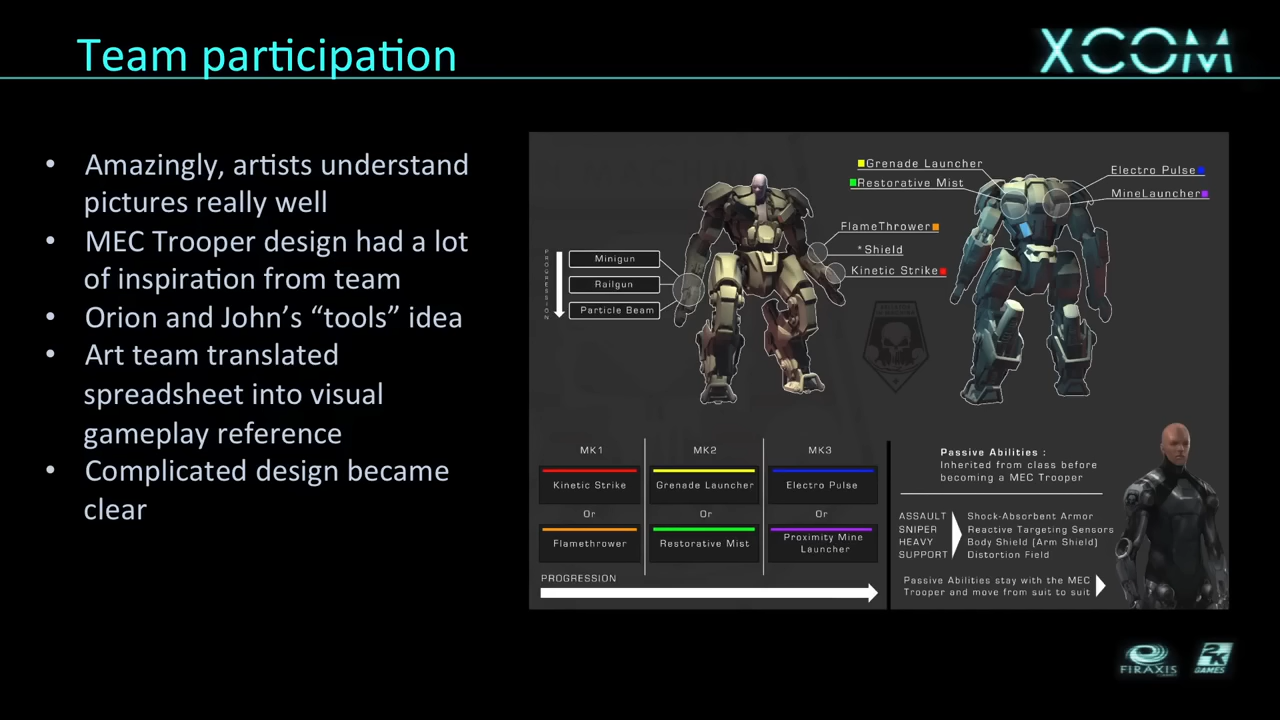 Team participation
XCOM
• Amazingly, artists understand
pictures really well
• MEC Trooper design had a lot
of inspiration from team
• Orion and John's “tools” idea
• Art team translated
spreadsheet into visual
gameplay reference
• Complicated design became
clear
PROGRESSION
Minigun
Railgun
Particle Beam
Grenade Launcher
Restorative Mist
FlameThrower
*Shield
Kinetic Strike
Electro Pulse
MineLauncher
MK1
MK2
MK3
Kinetic Strike
Grenade Launcher
Electro Pulse
Or
Or
Or
Flamethrower
Restorative Mist
Proximity Mine
Launcher
PROGRESSION
Passive Abilities :
Inherited from class before
becoming a MEC Trooper
ASSAULT Shock-Absorbent Armor
SNIPER Reactive Targeting Sensors
HEAVY Body Shield (Arm Shield)
SUPPORT Distortion Field
Passive Abilities stay with the MEC
Trooper and move from suit to suit
FIRAXIS
2K
GAMES